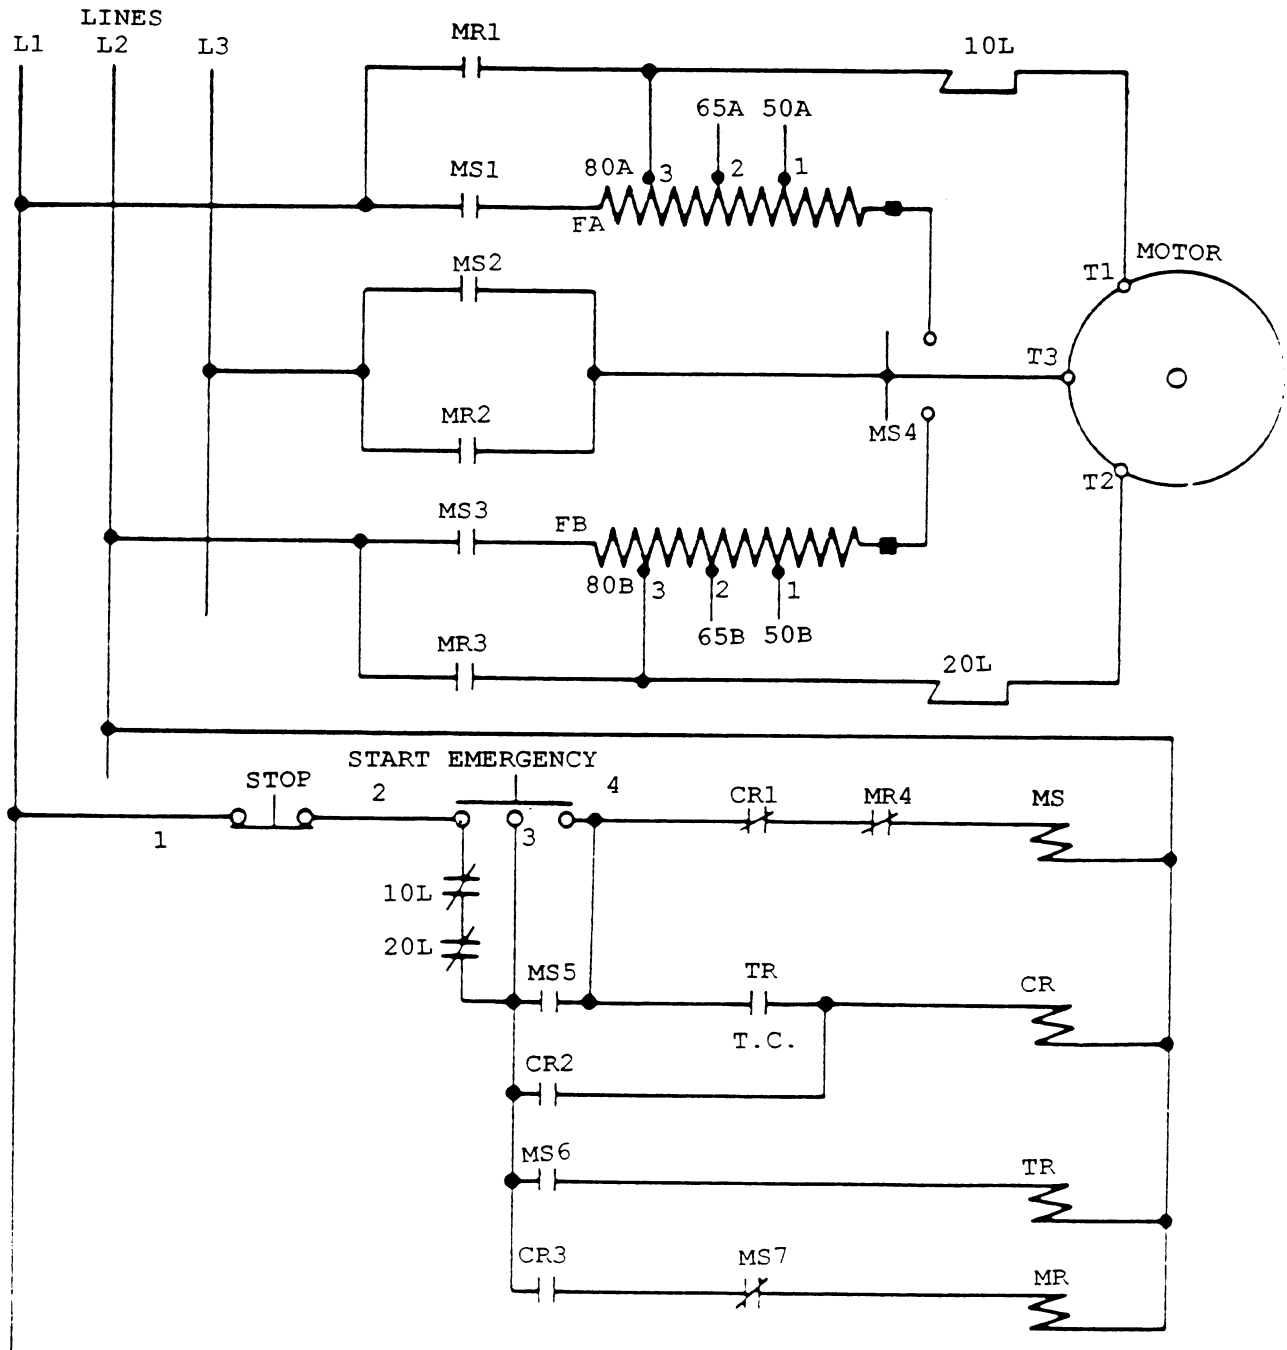 LINES
L1 L2 L3
MR1
10L
65A 50A
80A 3 2 1
MS1
FA
MS2
MOTOR
T1
T3
MR2
MS4
T2
MS3 FB
80B 3 2 1
65B 50B
MR3
20L
START EMERGENCY
STOP 2 4
CR1 MR4 MS
1 3
10L
20L
MS5 TR CR
T.C.
CR2
MS6 TR
CR3 MS7 MR